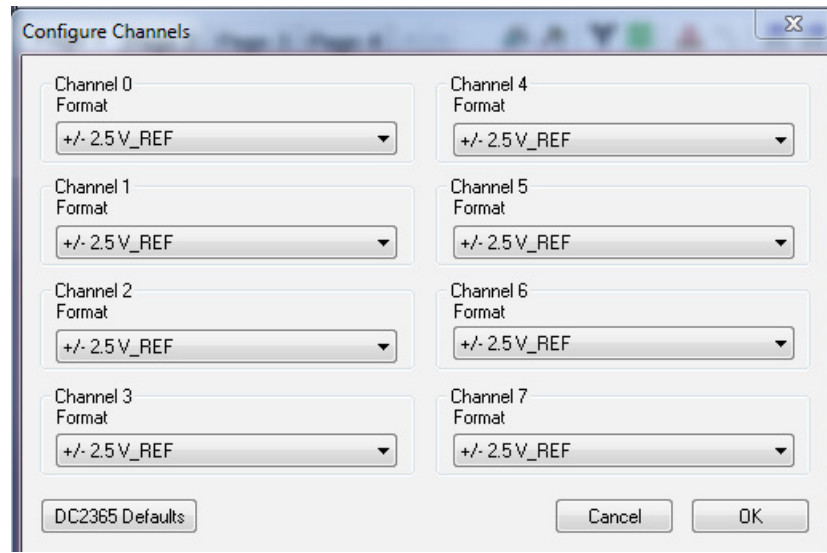 Configure Channels
Channel 0
Format
+/- 2.5 V_REF
Channel 1
Format
+/- 2.5 V_REF
Channel 2
Format
+/- 2.5 V_REF
Channel 3
Format
+/- 2.5 V_REF
Channel 4
Format
+/- 2.5 V_REF
Channel 5
Format
+/- 2.5 V_REF
Channel 6
Format
+/- 2.5 V_REF
Channel 7
Format
+/- 2.5 V_REF
DC2365 Defaults
Cancel
OK